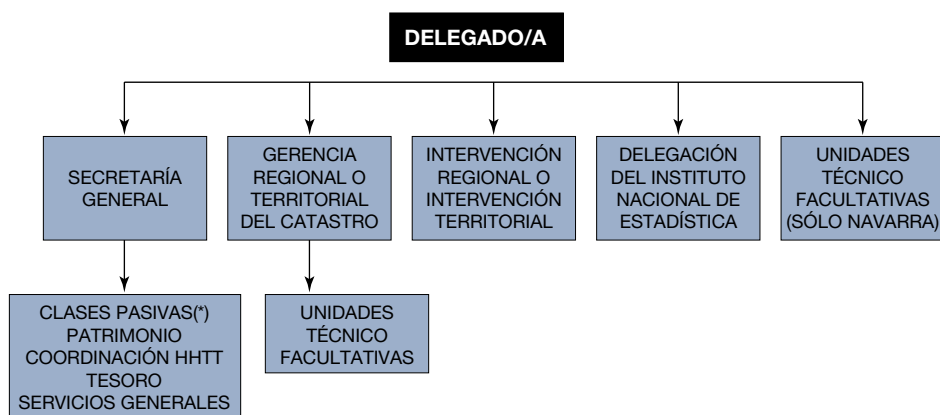 DELEGADO/A
SECRETARÍA
GENERAL
GERENCIA
REGIONAL O
TERRITORIAL
DEL CATASTRO
INTERVENCIÓN
REGIONAL O
INTERVENCIÓN
TERRITORIAL
DELEGACIÓN
DEL INSTITUTO
NACIONAL DE
ESTADÍSTICA
UNIDADES
TÉCNICO
FACULTATIVAS
(SÓLO NAVARRA)
CLASES PASIVAS(*)
PATRIMONIO
COORDINACIÓN HHTT
TESORO
SERVICIOS GENERALES
UNIDADES
TÉCNICO
FACULTATIVAS